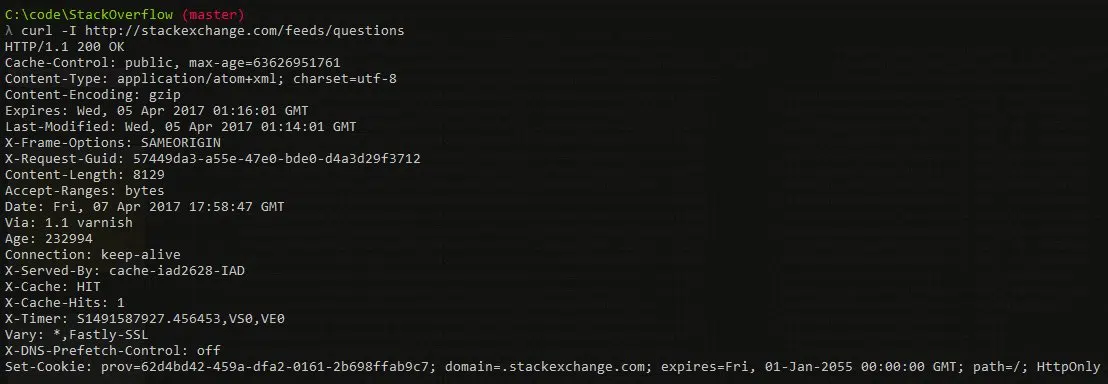 C:\code\StackOverflow (master)
λ curl -I http://stackexchange.com/feeds/questions
HTTP/1.1 200 OK
Cache-Control: public, max-age=63626951761
Content-Type: application/atom+xml; charset=utf-8
Content-Encoding: gzip
Expires: Wed, 05 Apr 2017 01:16:01 GMT
Last-Modified: Wed, 05 Apr 2017 01:14:01 GMT
X-Frame-Options: SAMEORIGIN
X-Request-Guid: 57449da3-a55e-47e0-bde0-d4a3d29f3712
Content-Length: 8129
Accept-Ranges: bytes
Date: Fri, 07 Apr 2017 17:58:47 GMT
Via: 1.1 varnish
Age: 232994
Connection: keep-alive
X-Served-By: cache-iad2628-IAD
X-Cache: HIT
X-Cache-Hits: 1
X-Timer: S1491587927.456453,VS0,VE0
Vary: *,Fastly-SSL
X-DNS-Prefetch-Control: off
Set-Cookie: prov=62d4bd42-459a-dfa2-0161-2b698ffab9c7; domain=.stackexchange.com; expires=Fri, 01-Jan-2055 00:00:00 GMT; path=/; HttpOnly